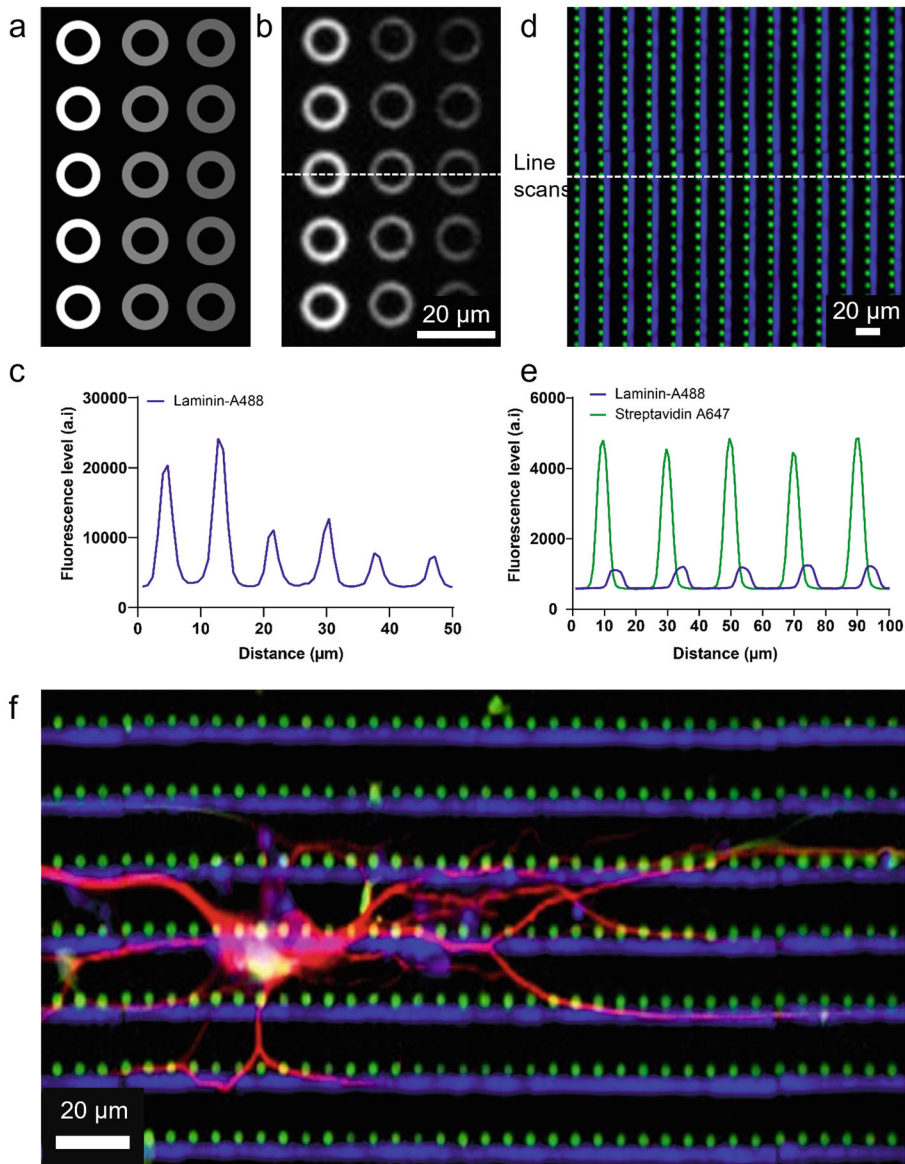 a
b
d
Line
scans
20 µm
20 µm
c
30000
Laminin-A488
20000
10000
0
Fluorescence level (a.i)
0 10 20 30 40 50
Distance (µm)
e
6000
Laminin-A488
Streptavidin A647
4000
2000
0
Fluorescence level (a.i)
0 10 20 30 40 50 60 70 80 90 100
Distance (µm)
f
20 µm